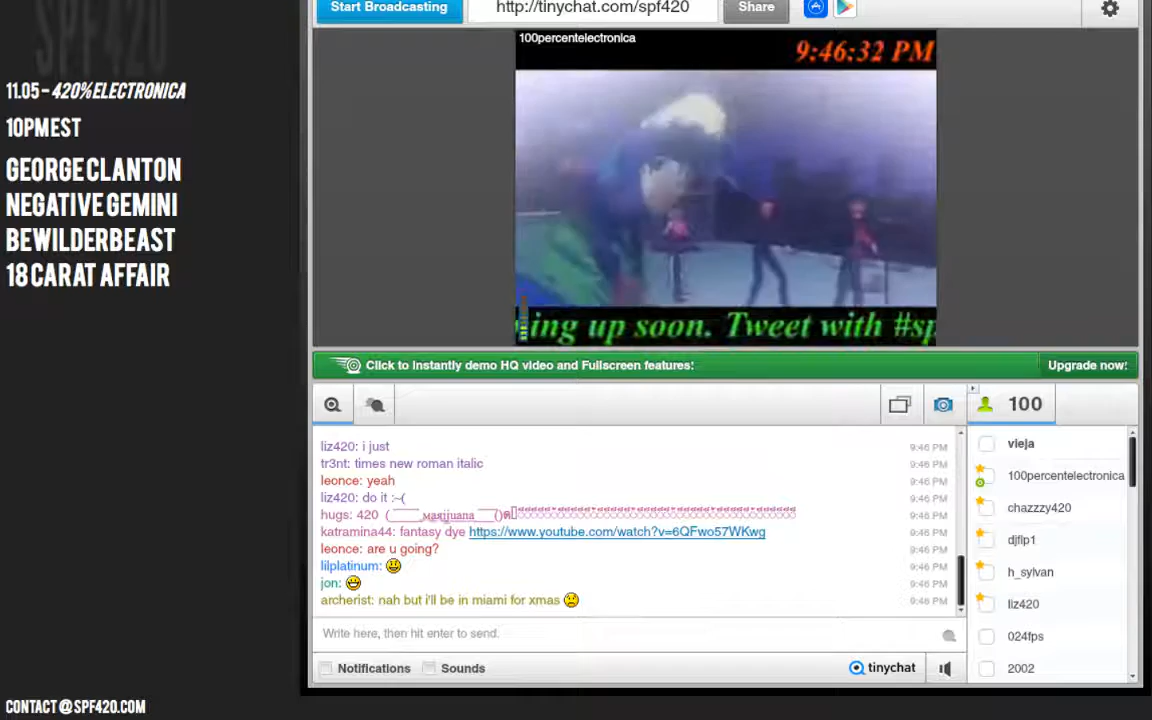 SPF420
11.05 - 420%ELECTRONICA
10PM EST
GEORGE CLANTON
NEGATIVE GEMINI
BEWILDERBEAST
18 CARAT AFFAIR
CONTACT@SPF420.COM
Start Broadcasting
http://tinychat.com/spf420
Share
100percentelectronica
9:46:32 PM
ing up soon. Tweet with #sp
Click to instantly demo HQ video and Fullscreen features:
Upgrade now!
100
liz420: i just 9:46 PM
tr3nt: times new roman italic 9:46 PM
leonce: yeah 9:46 PM
liz420: do it :~( 9:46 PM
hugs: 420 9:46 PM
katramina44: fantasy dye https://www.youtube.com/watch?v=6QFwo57WKwg 9:46 PM
leonce: are u going? 9:46 PM
lilplatinum: 9:46 PM
jon: 9:46 PM
archerist: nah but i'll be in miami for xmas 9:46 PM
Write here, then hit enter to send.
Notifications
Sounds
tinychat
vieja
100percentelectronica
chazzzy420
djflp1
h_sylvan
liz420
024fps
2002